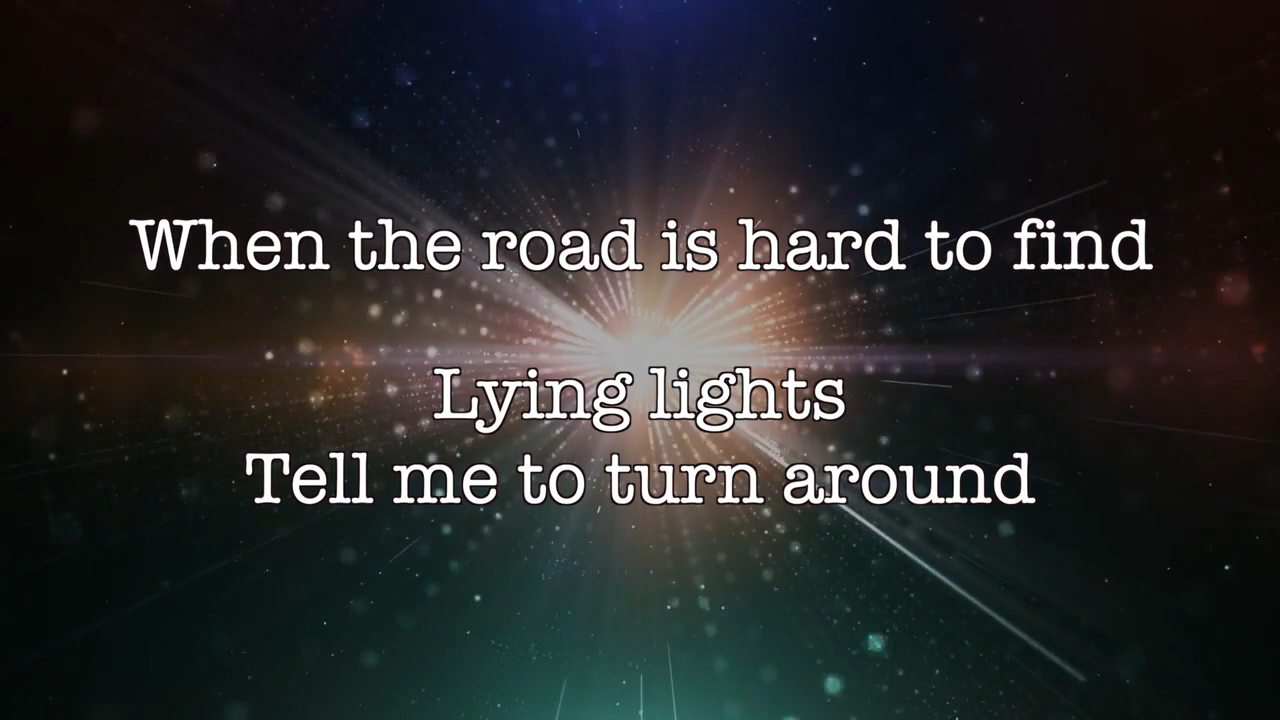 When the road is hard to find
Lying lights
Tell me to turn around